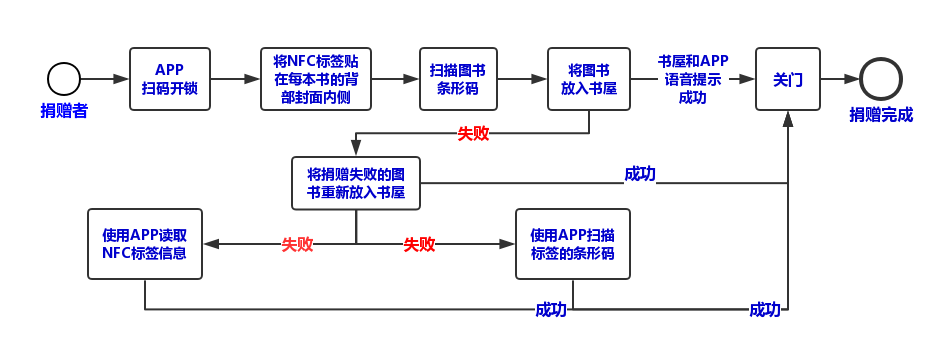 捐赠者
APP
扫码开锁
将NFC标签贴
在每本书的背
部封面内侧
扫描图书
条形码
将图书
放入书屋
书屋和APP
语音提示
成功
关门
捐赠完成
失败
将捐赠失败的图
书重新放入书屋
成功
使用APP读取
NFC标签信息
失败
失败
使用APP扫描
标签的条形码
成功
成功